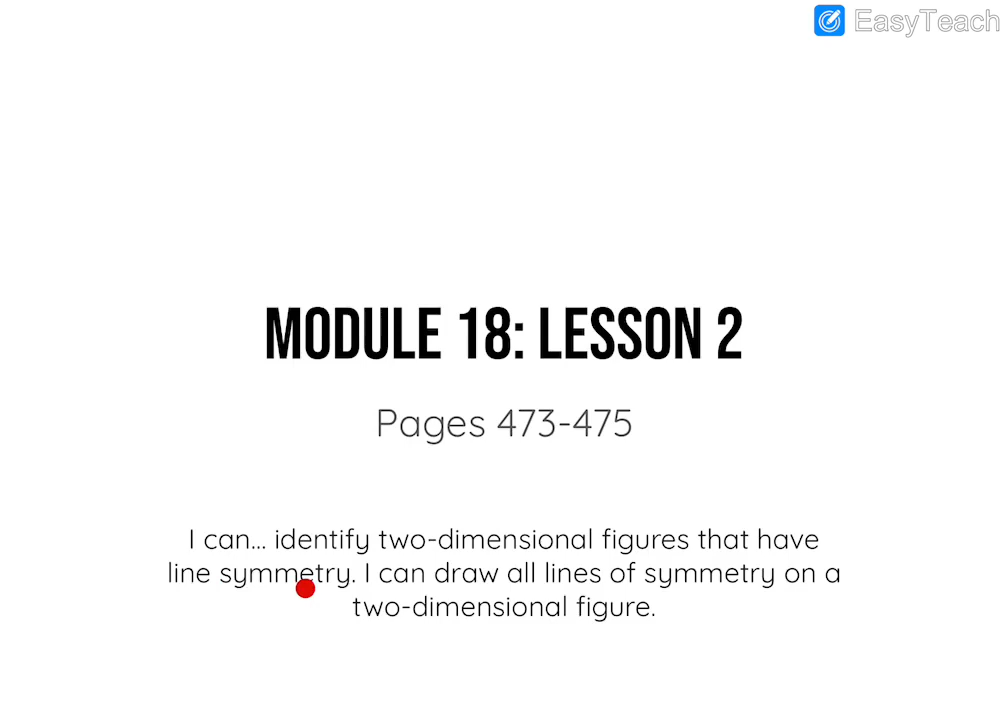 EasyTeach
MODULE 18: LESSON 2
Pages 473-475
I can... identify two-dimensional figures that have
line symmetry. I can draw all lines of symmetry on a
two-dimensional figure.